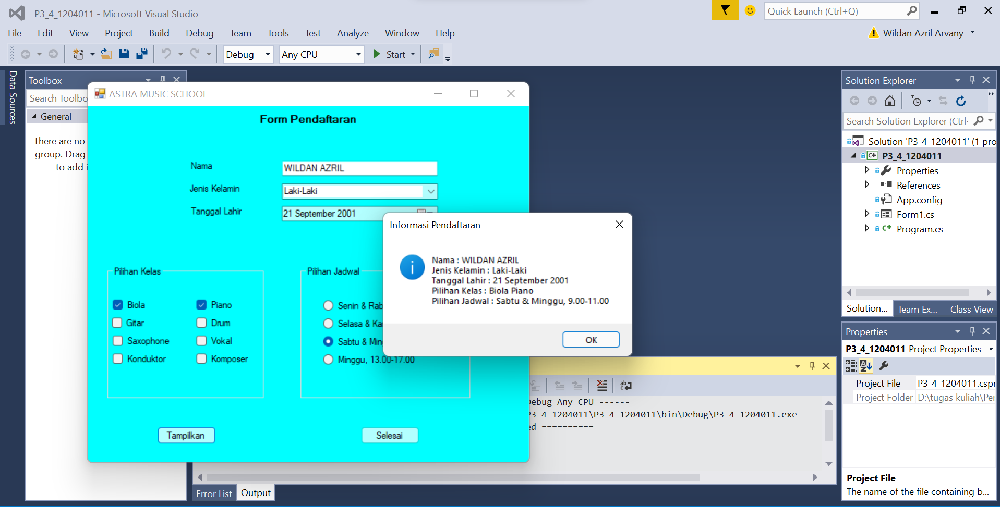 P3_4_1204011 - Microsoft Visual Studio
Quick Launch (Ctrl+Q)
File Edit View Project Build Debug Team Tools Test Analyze Window Help
Wildan Azril Arvany
Debug Any CPU Start
Data Sources
Toolbox
Search Toolbo
General
There are no
group. Drag
to add i
ASTRA MUSIC SCHOOL
Form Pendaftaran
Nama WILDAN AZRIL
Jenis Kelamin Laki-Laki
Tanggal Lahir 21 September 2001
Pilihan Kelas
Biola Piano
Gitar Drum
Saxophone Vokal
Konduktor Komposer
Pilihan Jadwal
Senin & Rab
Selasa & Ka
Sabtu & Min
Minggu, 13.00-17.00
Tampilkan Selesai
Informasi Pendaftaran
Nama : WILDAN AZRIL
Jenis Kelamin : Laki-Laki
Tanggal Lahir : 21 September 2001
Pilihan Kelas : Biola Piano
Pilihan Jadwal : Sabtu & Minggu, 9.00-11.00
OK
Debug Any CPU ------
P3_4_1204011\P3_4_1204011\bin\Debug\P3_4_1204011.exe
ed ==========
Error List Output
Solution Explorer
Search Solution Explorer (Ctrl-
Solution 'P3_4_1204011' (1 pro
P3_4_1204011
Properties
References
App.config
Form1.cs
Program.cs
Solution... Team Ex... Class View
Properties
P3_4_1204011 Project Properties
Project File P3_4_1204011.cspr
Project Folder D:\tugas kuliah\Per
Project File
The name of the file containing b...